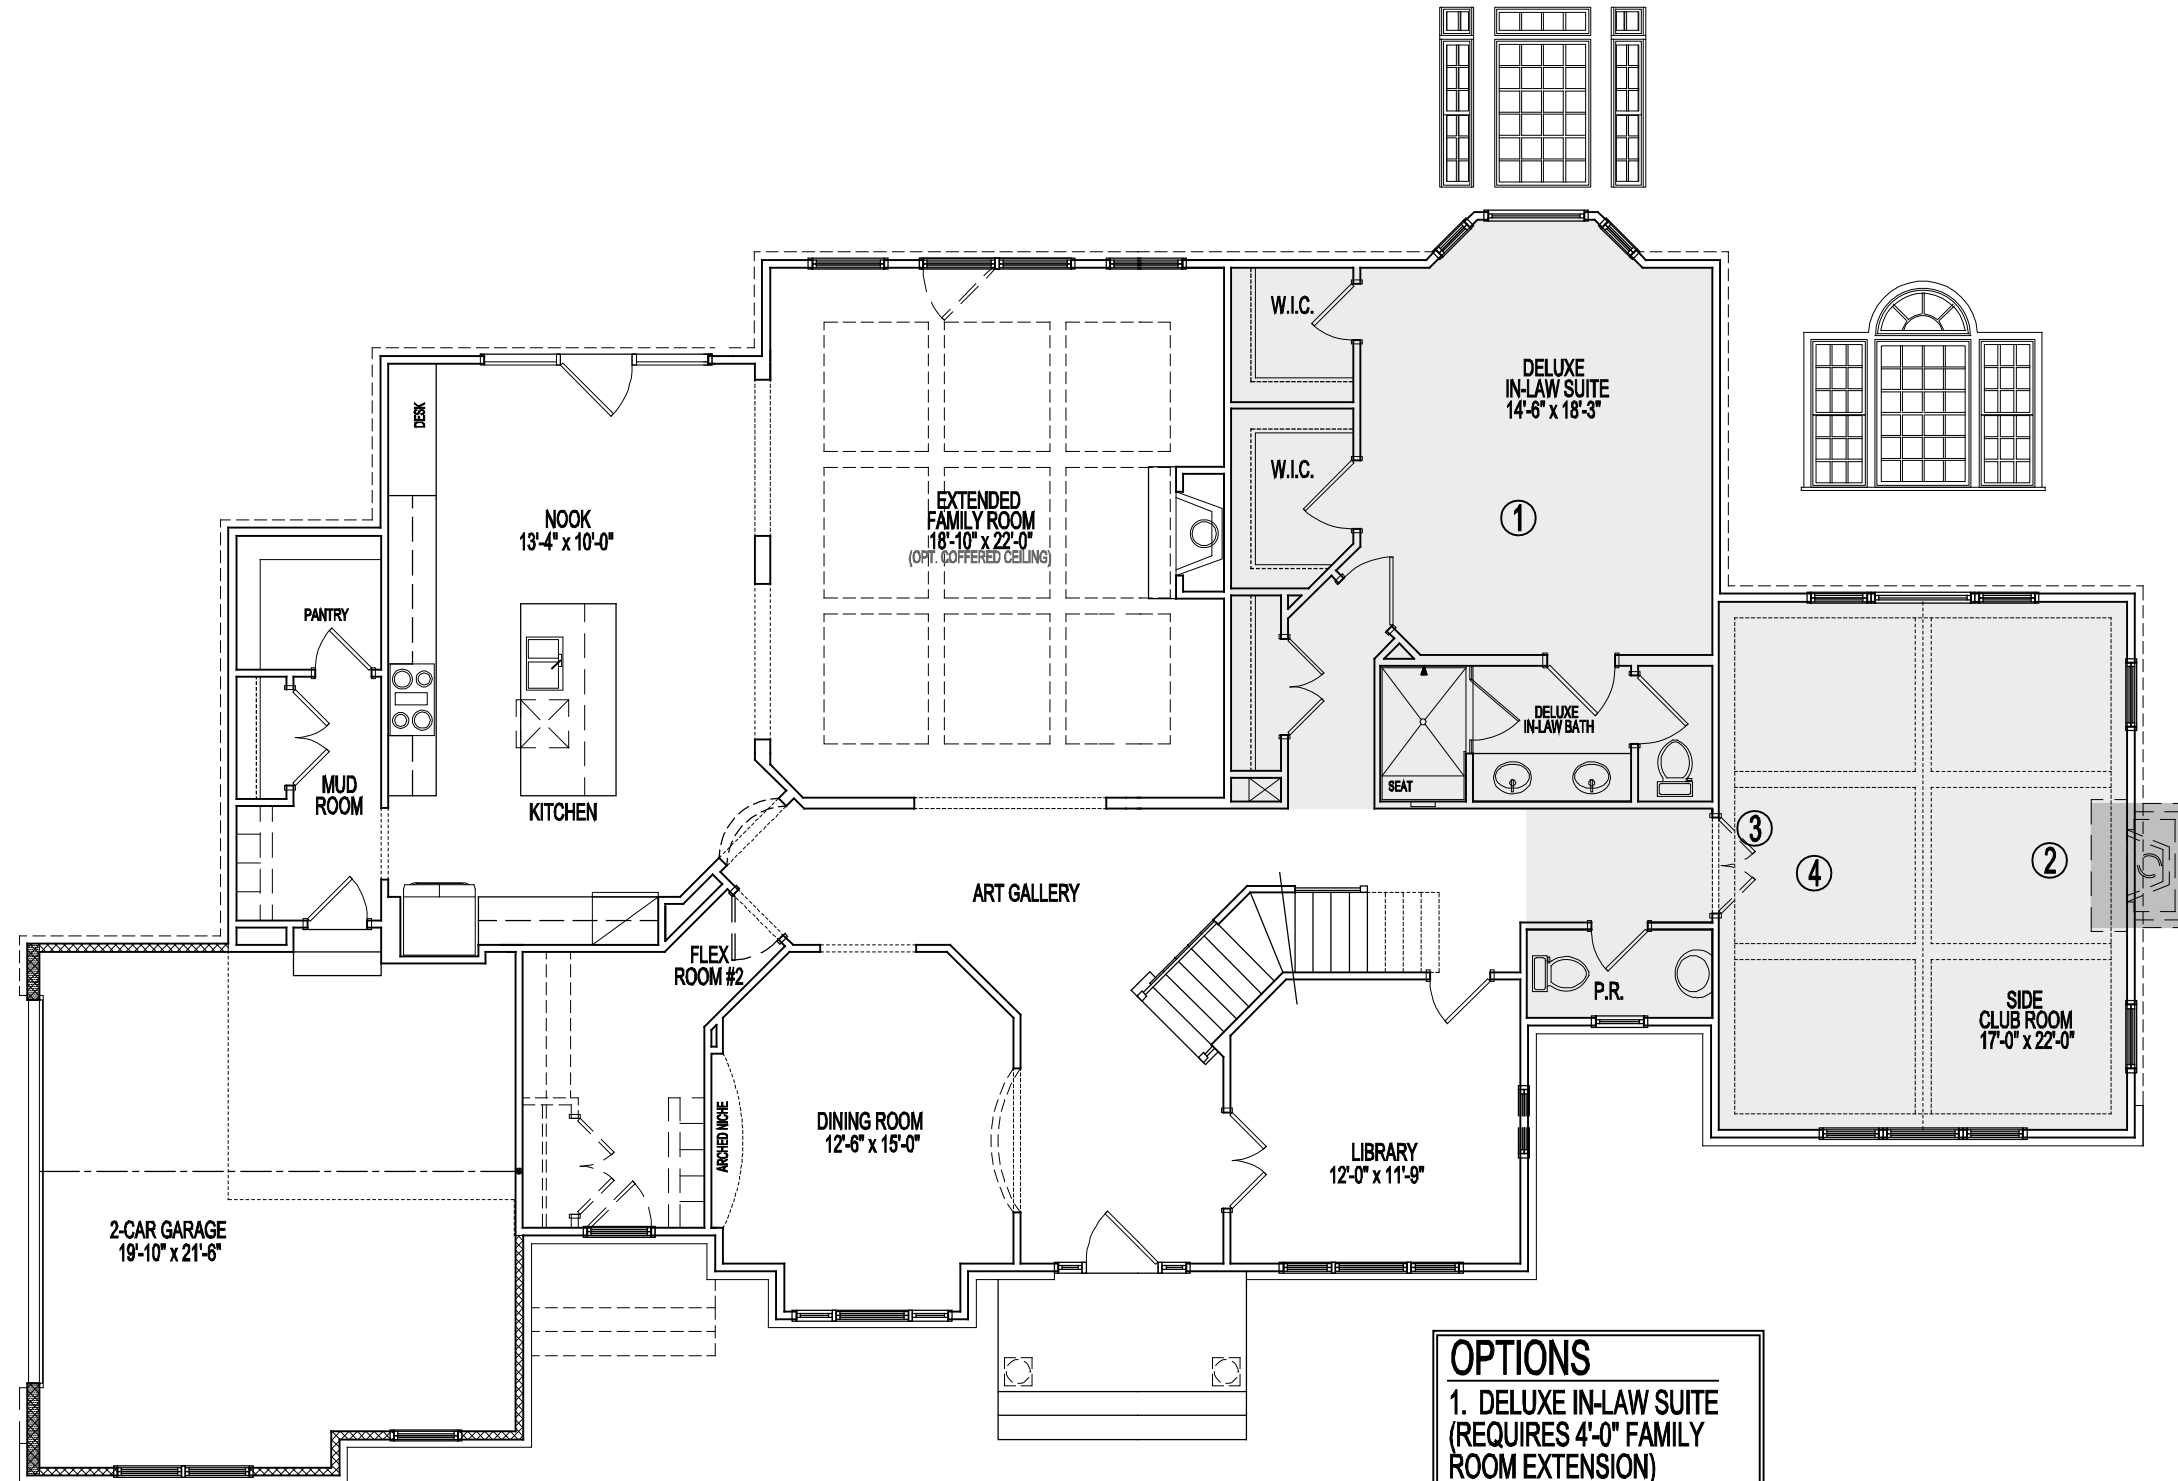 W.I.C.
DELUXE
IN-LAW SUITE
14'-6" x 18'-3"
DESK
W.I.C.
1
NOOK
13'-4" x 10'-0"
EXTENDED
FAMILY ROOM
18'-10" x 22'-0"
(OPT. COFFERED CEILING)
PANTRY
DELUXE
IN-LAW BATH
MUD
ROOM
SEAT
KITCHEN
3
4
2
ART GALLERY
FLEX
ROOM #2
P.R.
SIDE
CLUB ROOM
17'-0" x 22'-0"
ARCHED NICHE
DINING ROOM
12'-6" x 15'-0"
LIBRARY
12'-0" x 11'-9"
2-CAR GARAGE
19'-10" x 21'-6"
OPTIONS
1. DELUXE IN-LAW SUITE
(REQUIRES 4'-0" FAMILY
ROOM EXTENSION)